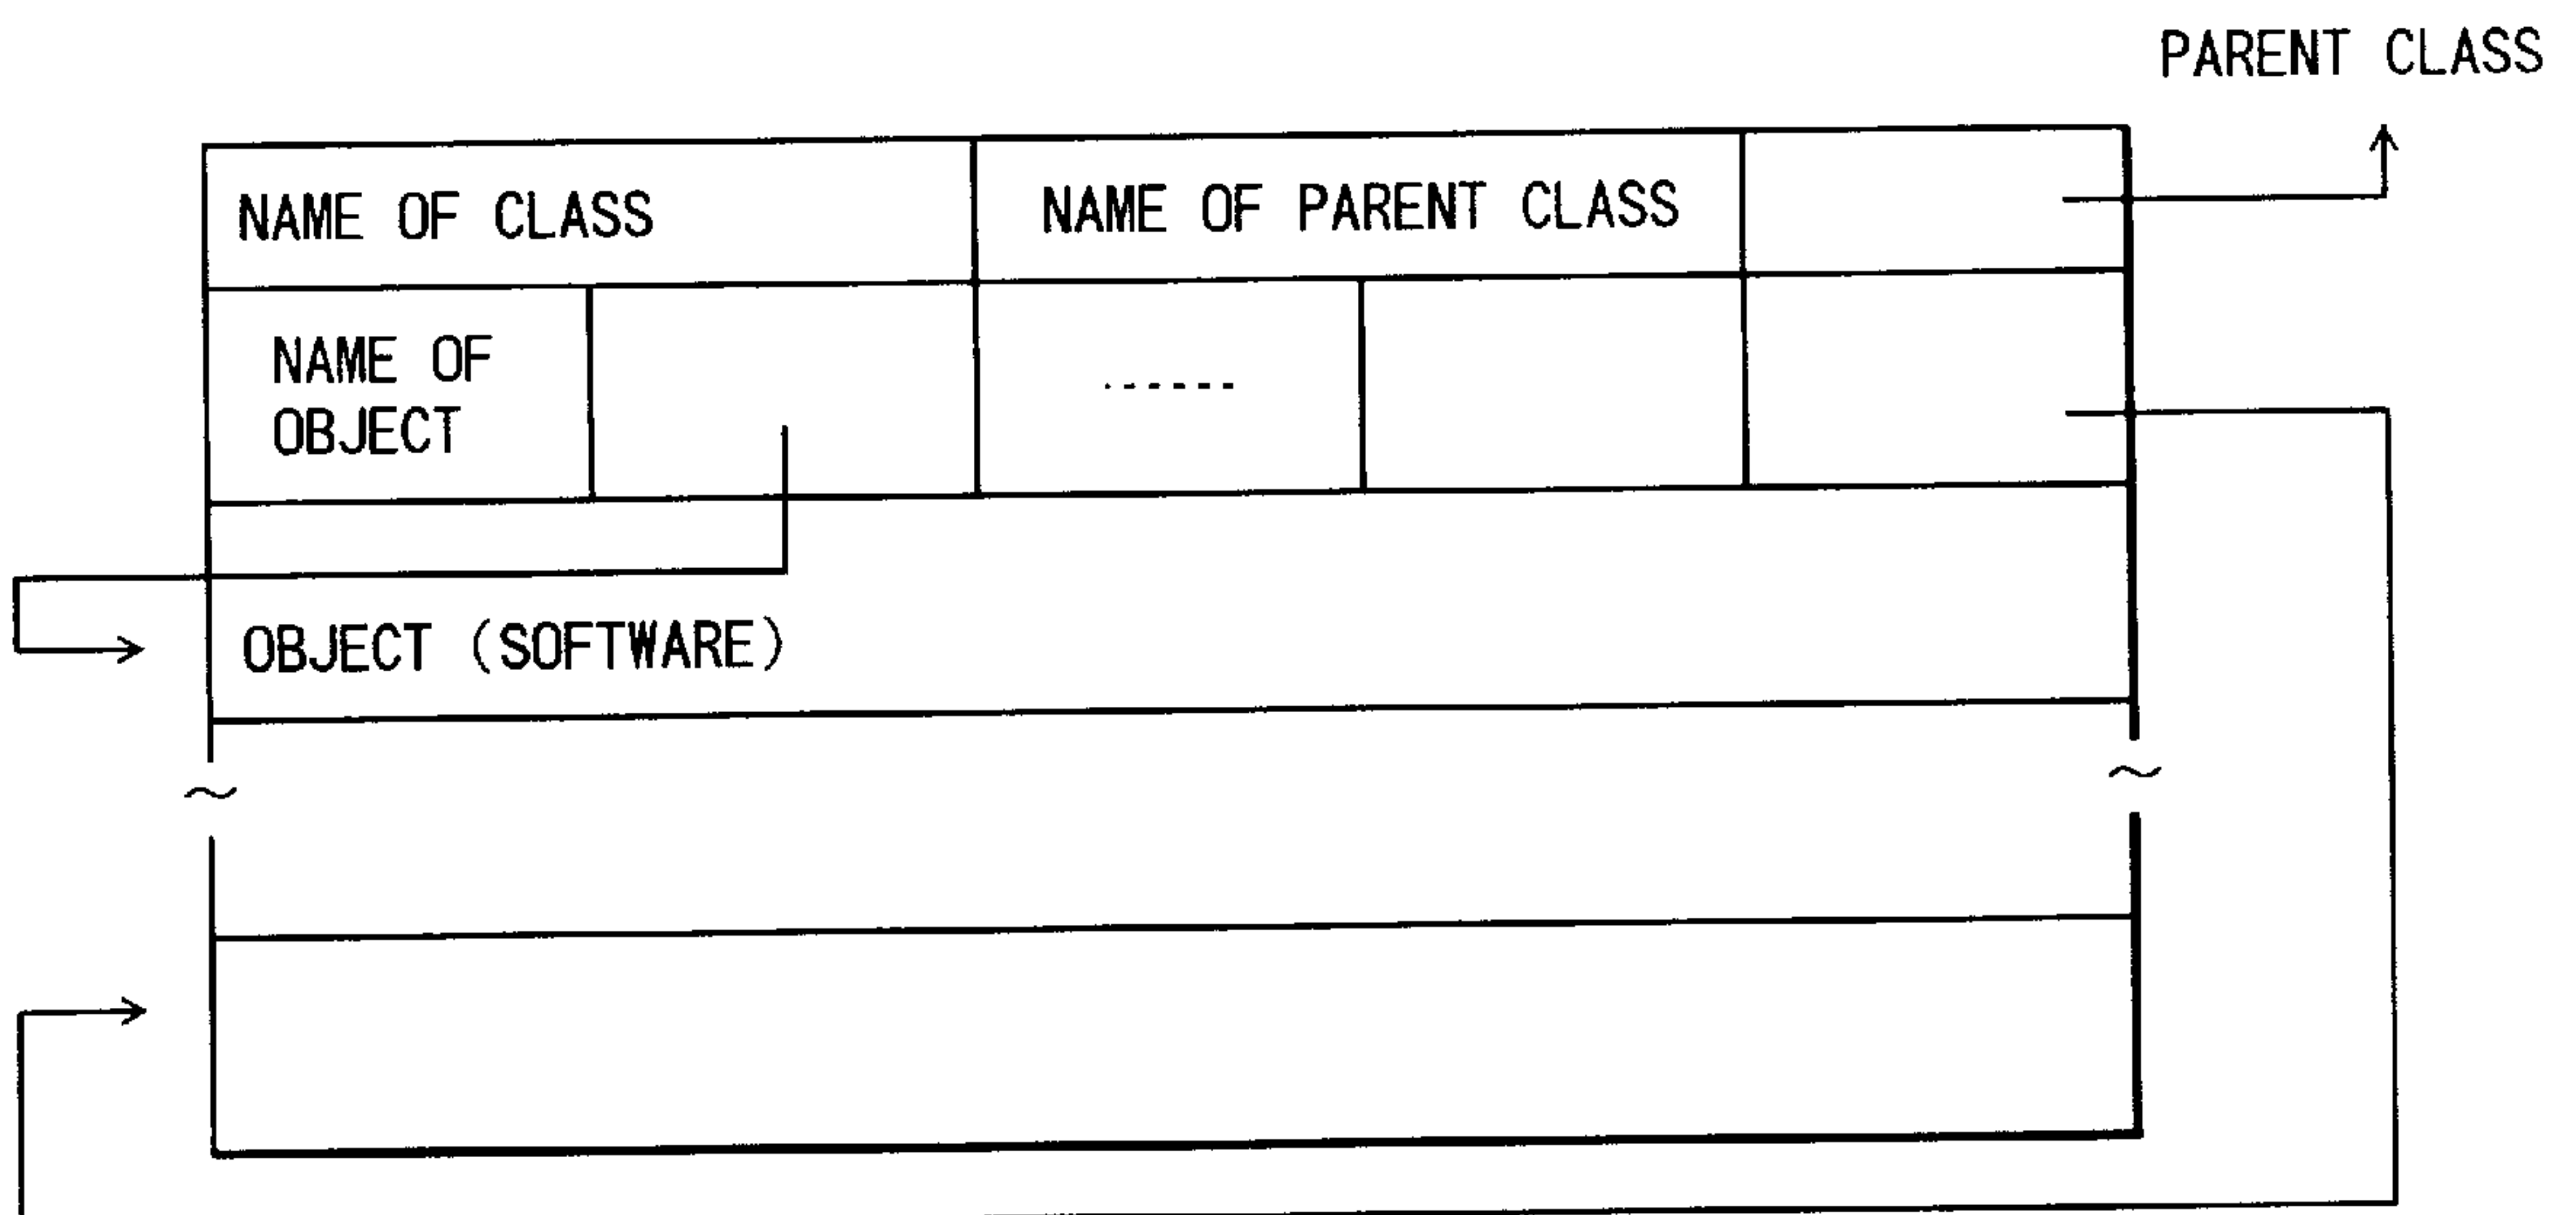 PARENT CLASS
NAME OF CLASS
NAME OF PARENT CLASS
NAME OF
OBJECT
------
OBJECT (SOFTWARE)